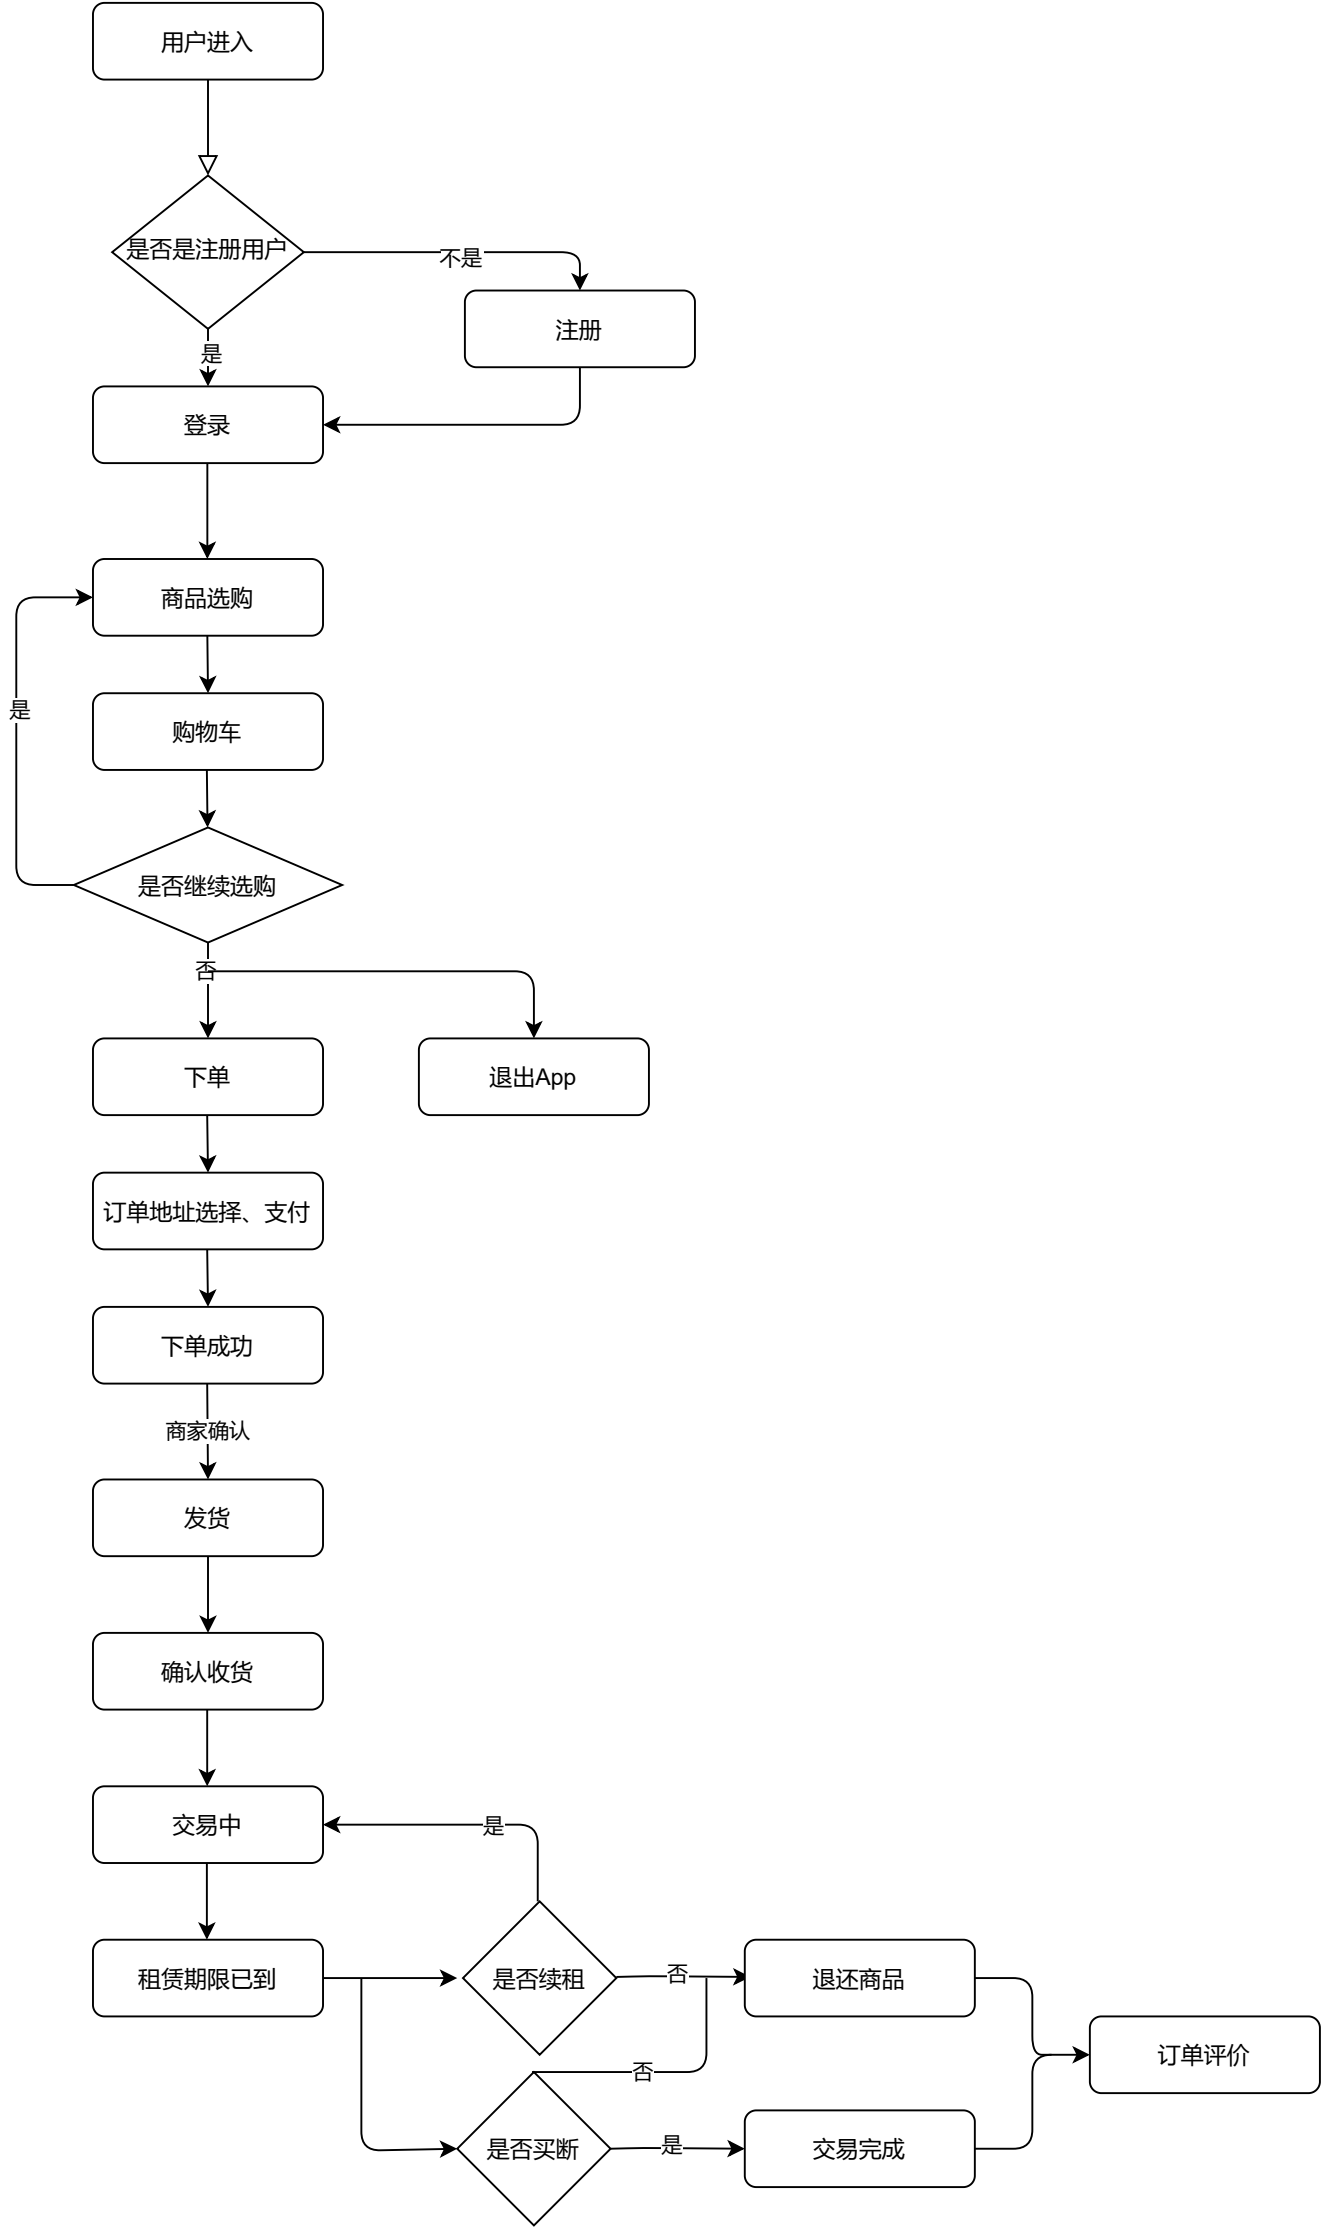 用户进入
是否是注册用户
不是
注册
是
登录
商品选购
是
购物车
是否继续选购
否
下单
退出App
订单地址选择、支付
下单成功
商家确认
发货
确认收货
交易中
是
租赁期限已到
是否续租
否
退还商品
订单评价
否
是否买断
是
交易完成